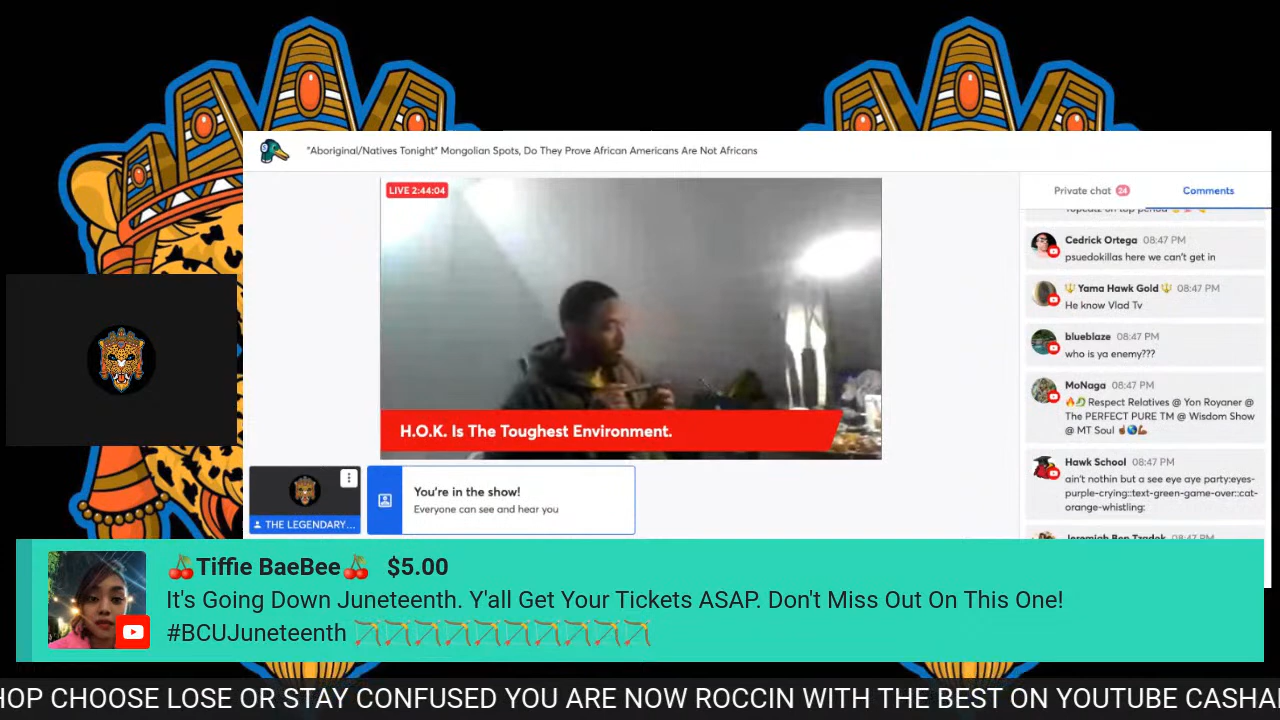 "Aboriginal/Natives Tonight" Mongolian Spots, Do They Prove African Americans Are Not Africans
Private chat 24
Comments
LIVE 2:44:04
Cedrick Ortega 08:47 PM
psuedokillas here we can't get in
🔱 Yama Hawk Gold 🔱 08:47 PM
He know Vlad Tv
blueblaze 08:47 PM
who is ya enemy???
MoNaga 08:47 PM
🔥🐉 Respect Relatives @ Yon Royaner @
The PERFECT PURE TM @ Wisdom Show
@ MT Soul ☝🏾🌎💪🏾
Hawk School 08:47 PM
ain't nothin but a see eye aye party:eyes-
purple-crying::text-green-game-over::cat-
orange-whistling:
Jeremiah Ben Tzadok 08:47 PM
H.O.K. Is The Toughest Environment.
THE LEGENDARY...
You're in the show!
Everyone can see and hear you
🍒Tiffie BaeBee🍒 $5.00
It's Going Down Juneteenth. Y'all Get Your Tickets ASAP. Don't Miss Out On This One!
#BCUJuneteenth 🏹🏹🏹🏹🏹🏹🏹🏹🏹🏹
HOP CHOOSE LOSE OR STAY CONFUSED YOU ARE NOW ROCCIN WITH THE BEST ON YOUTUBE CASHA